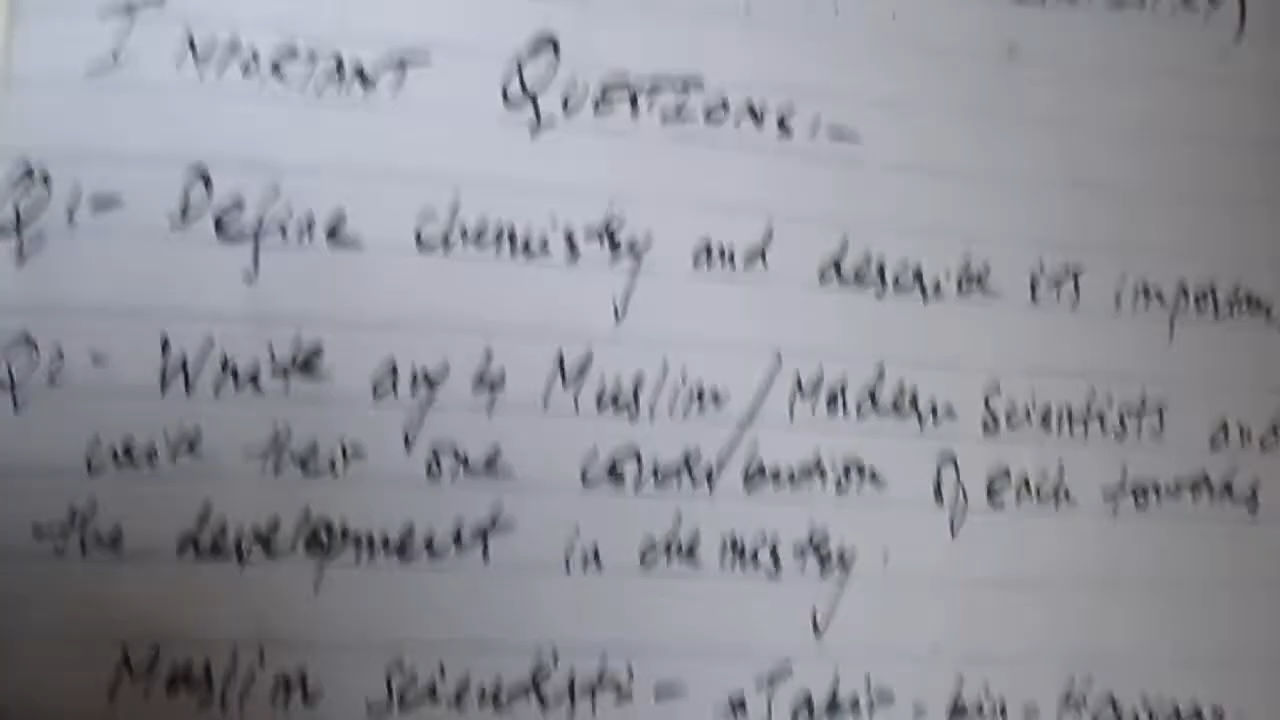 IMPORTANT QUESTIONS:-
Q1:- Define chemistry and describe its
Q2:- Write any 4 Muslim/Modern Scientists and
write their one contribution of each towards
the development in chemistry.
Muslim Scientists:-